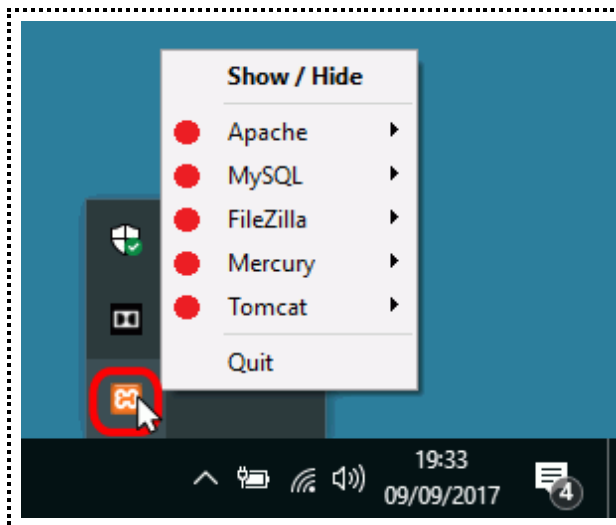 Show / Hide
Apache
MySQL
FileZilla
Mercury
Tomcat
Quit
19:33
09/09/2017
4